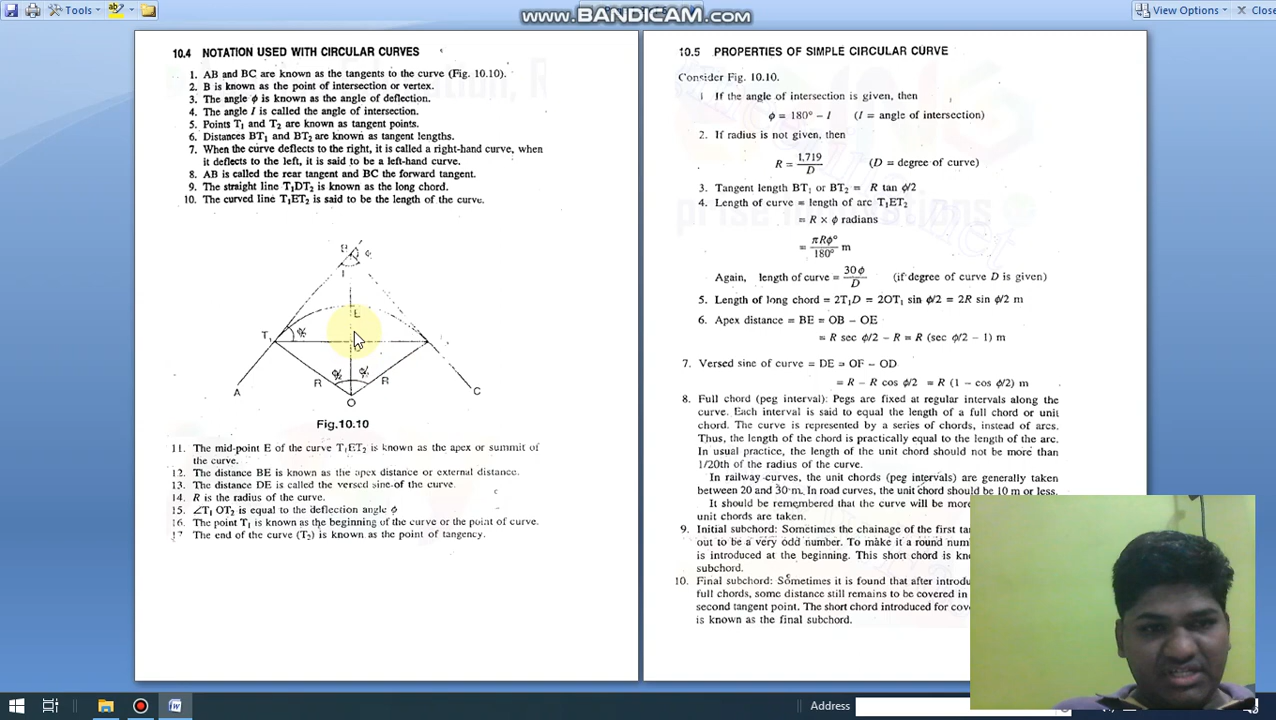 www.BANDICAM.com
Tools
View Options
Close
10.4 NOTATION USED WITH CIRCULAR CURVES
1. AB and BC are known as the tangents to the curve (Fig. 10.10).
2. B is known as the point of intersection or vertex.
3. The angle ϕ is known as the angle of deflection.
4. The angle I is called the angle of intersection.
5. Points T₁ and T₂ are known as tangent points.
6. Distances BT₁ and BT₂ are known as tangent lengths.
7. When the curve deflects to the right, it is called a right-hand curve, when
it deflects to the left, it is said to be a left-hand curve.
8. AB is called the rear tangent and BC the forward tangent.
9. The straight line T₁DT₂ is known as the long chord.
10. The curved line T₁ET₂ is said to be the length of the curve.
B
I
E
T₁
R
R
A
O
C
Fig.10.10
11. The mid-point E of the curve T₁ET₂ is known as the apex or summit of
the curve.
12. The distance BE is known as the apex distance or external distance.
13. The distance DE is called the versed sine of the curve.
14. R is the radius of the curve.
15. ∠T₁ OT₂ is equal to the deflection angle ϕ
16. The point T₁ is known as the beginning of the curve or the point of curve.
17 The end of the curve (T₂) is known as the point of tangency.
10.5 PROPERTIES OF SIMPLE CIRCULAR CURVE
Consider Fig. 10.10.
1 If the angle of intersection is given, then
ϕ = 180° – I (I = angle of intersection)
2. If radius is not given, then
R = 1,719/D (D = degree of curve)
3. Tangent length BT₁ or BT₂ = R tan ϕ/2
4. Length of curve = length of arc T₁ET₂
= R × ϕ radians
= πRϕ°/180° m
Again, length of curve = 30ϕ/D (if degree of curve D is given)
5. Length of long chord = 2T₁D = 2OT₁ sin ϕ/2 = 2R sin ϕ/2 m
6. Apex distance = BE = OB – OE
= R sec ϕ/2 – R = R (sec ϕ/2 – 1) m
7. Versed sine of curve = DE = OF – OD
= R – R cos ϕ/2 = R (1 – cos ϕ/2) m
8. Full chord (peg interval): Pegs are fixed at regular intervals along the
curve. Each interval is said to equal the length of a full chord or unit
chord. The curve is represented by a series of chords, instead of arcs.
Thus, the length of the chord is practically equal to the length of the arc.
In usual practice, the length of the unit chord should not be more than
1/20th of the radius of the curve.
In railway curves, the unit chords (peg intervals) are generally taken
between 20 and 30 m. In road curves, the unit chord should be 10 m or less.
It should be remembered that the curve will be more
unit chords are taken.
9. Initial subchord: Sometimes the chainage of the first
out to be a very odd number. To make it a round
is introduced at the beginning. This short chord is
subchord.
10. Final subchord: Sometimes it is found that after
full chords, some distance still remains to be covered in
second tangent point. The short chord introduced for
is known as the final subchord.
Address